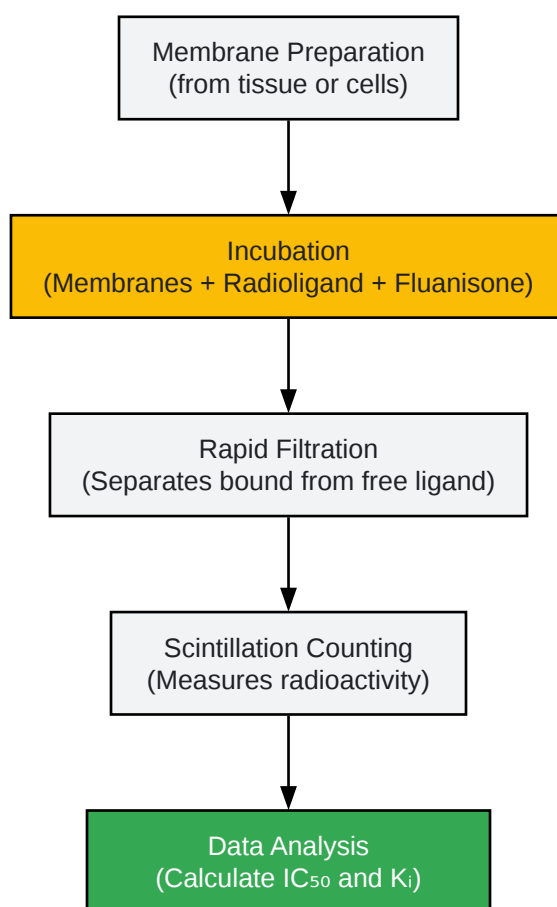 Membrane Preparation
(from tissue or cells)
Incubation
(Membranes + Radioligand + Fluanisone)
Rapid Filtration
(Separates bound from free ligand)
Scintillation Counting
(Measures radioactivity)
Data Analysis
(Calculate IC₅₀ and Kᵢ)